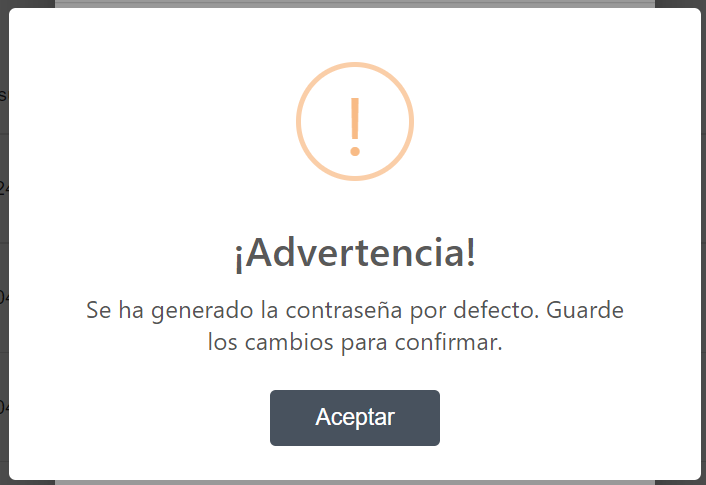 ¡Advertencia!
Se ha generado la contraseña por defecto. Guarde
los cambios para confirmar.
Aceptar